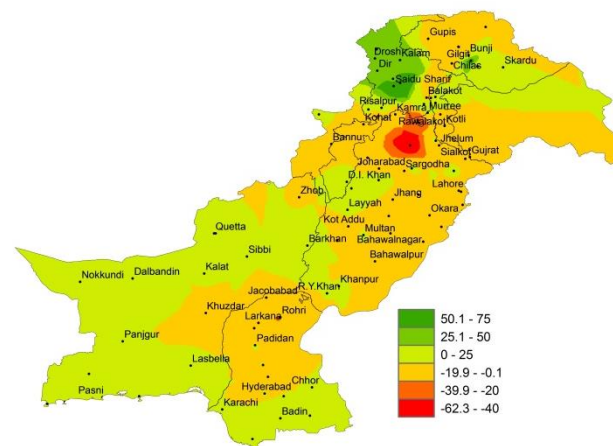 Gupis
Drosh
Kalam
Gilgit
Bunji
Dir
Chilas
Skardu
Saidu Sharif
Balakot
Risalpur
Kamra
Murree
Kohat
Rawalakot
Kotli
Bannu
Jhelum
Sialkot
Gujrat
Joharabad
Sargodha
D.I. Khan
Zhob
Lahore
Layyah
Jhang
Okara
Kot Addu
Quetta
Multan
Barkhan
Bahawalnagar
Sibbi
Bahawalpur
Nokkundi
Dalbandin
Kalat
Khanpur
R.Y.Khan
Jacobabad
Khuzdar
Larkana
Rohri
Panjgur
Padidan
Lasbella
Hyderabad
Chhor
Pasni
Karachi
Badin
50.1 - 75
25.1 - 50
0 - 25
-19.9 - -0.1
-39.9 - -20
-62.3 - -40